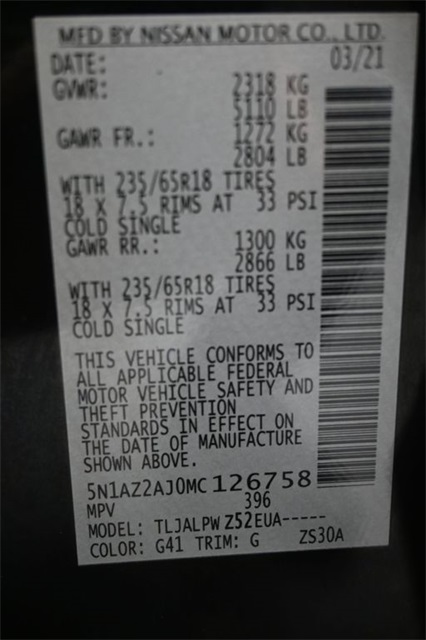 MFD BY NISSAN MOTOR CO., LTD.
DATE: 03/21
GVWR: 2318 KG
5110 LB
GAWR FR.: 1272 KG
2804 LB
WITH 235/65R18 TIRES
18 X 7.5 RIMS AT 33 PSI
COLD SINGLE
GAWR RR.: 1300 KG
2866 LB
WITH 235/65R18 TIRES
18 X 7.5 RIMS AT 33 PSI
COLD SINGLE
THIS VEHICLE CONFORMS TO
ALL APPLICABLE FEDERAL
MOTOR VEHICLE SAFETY AND
THEFT PREVENTION
STANDARDS IN EFFECT ON
THE DATE OF MANUFACTURE
SHOWN ABOVE.
5N1AZ2AJ0MC126758
MPV 396
MODEL: TLJALPW Z52EUA-----
COLOR: G41 TRIM: G ZS30A